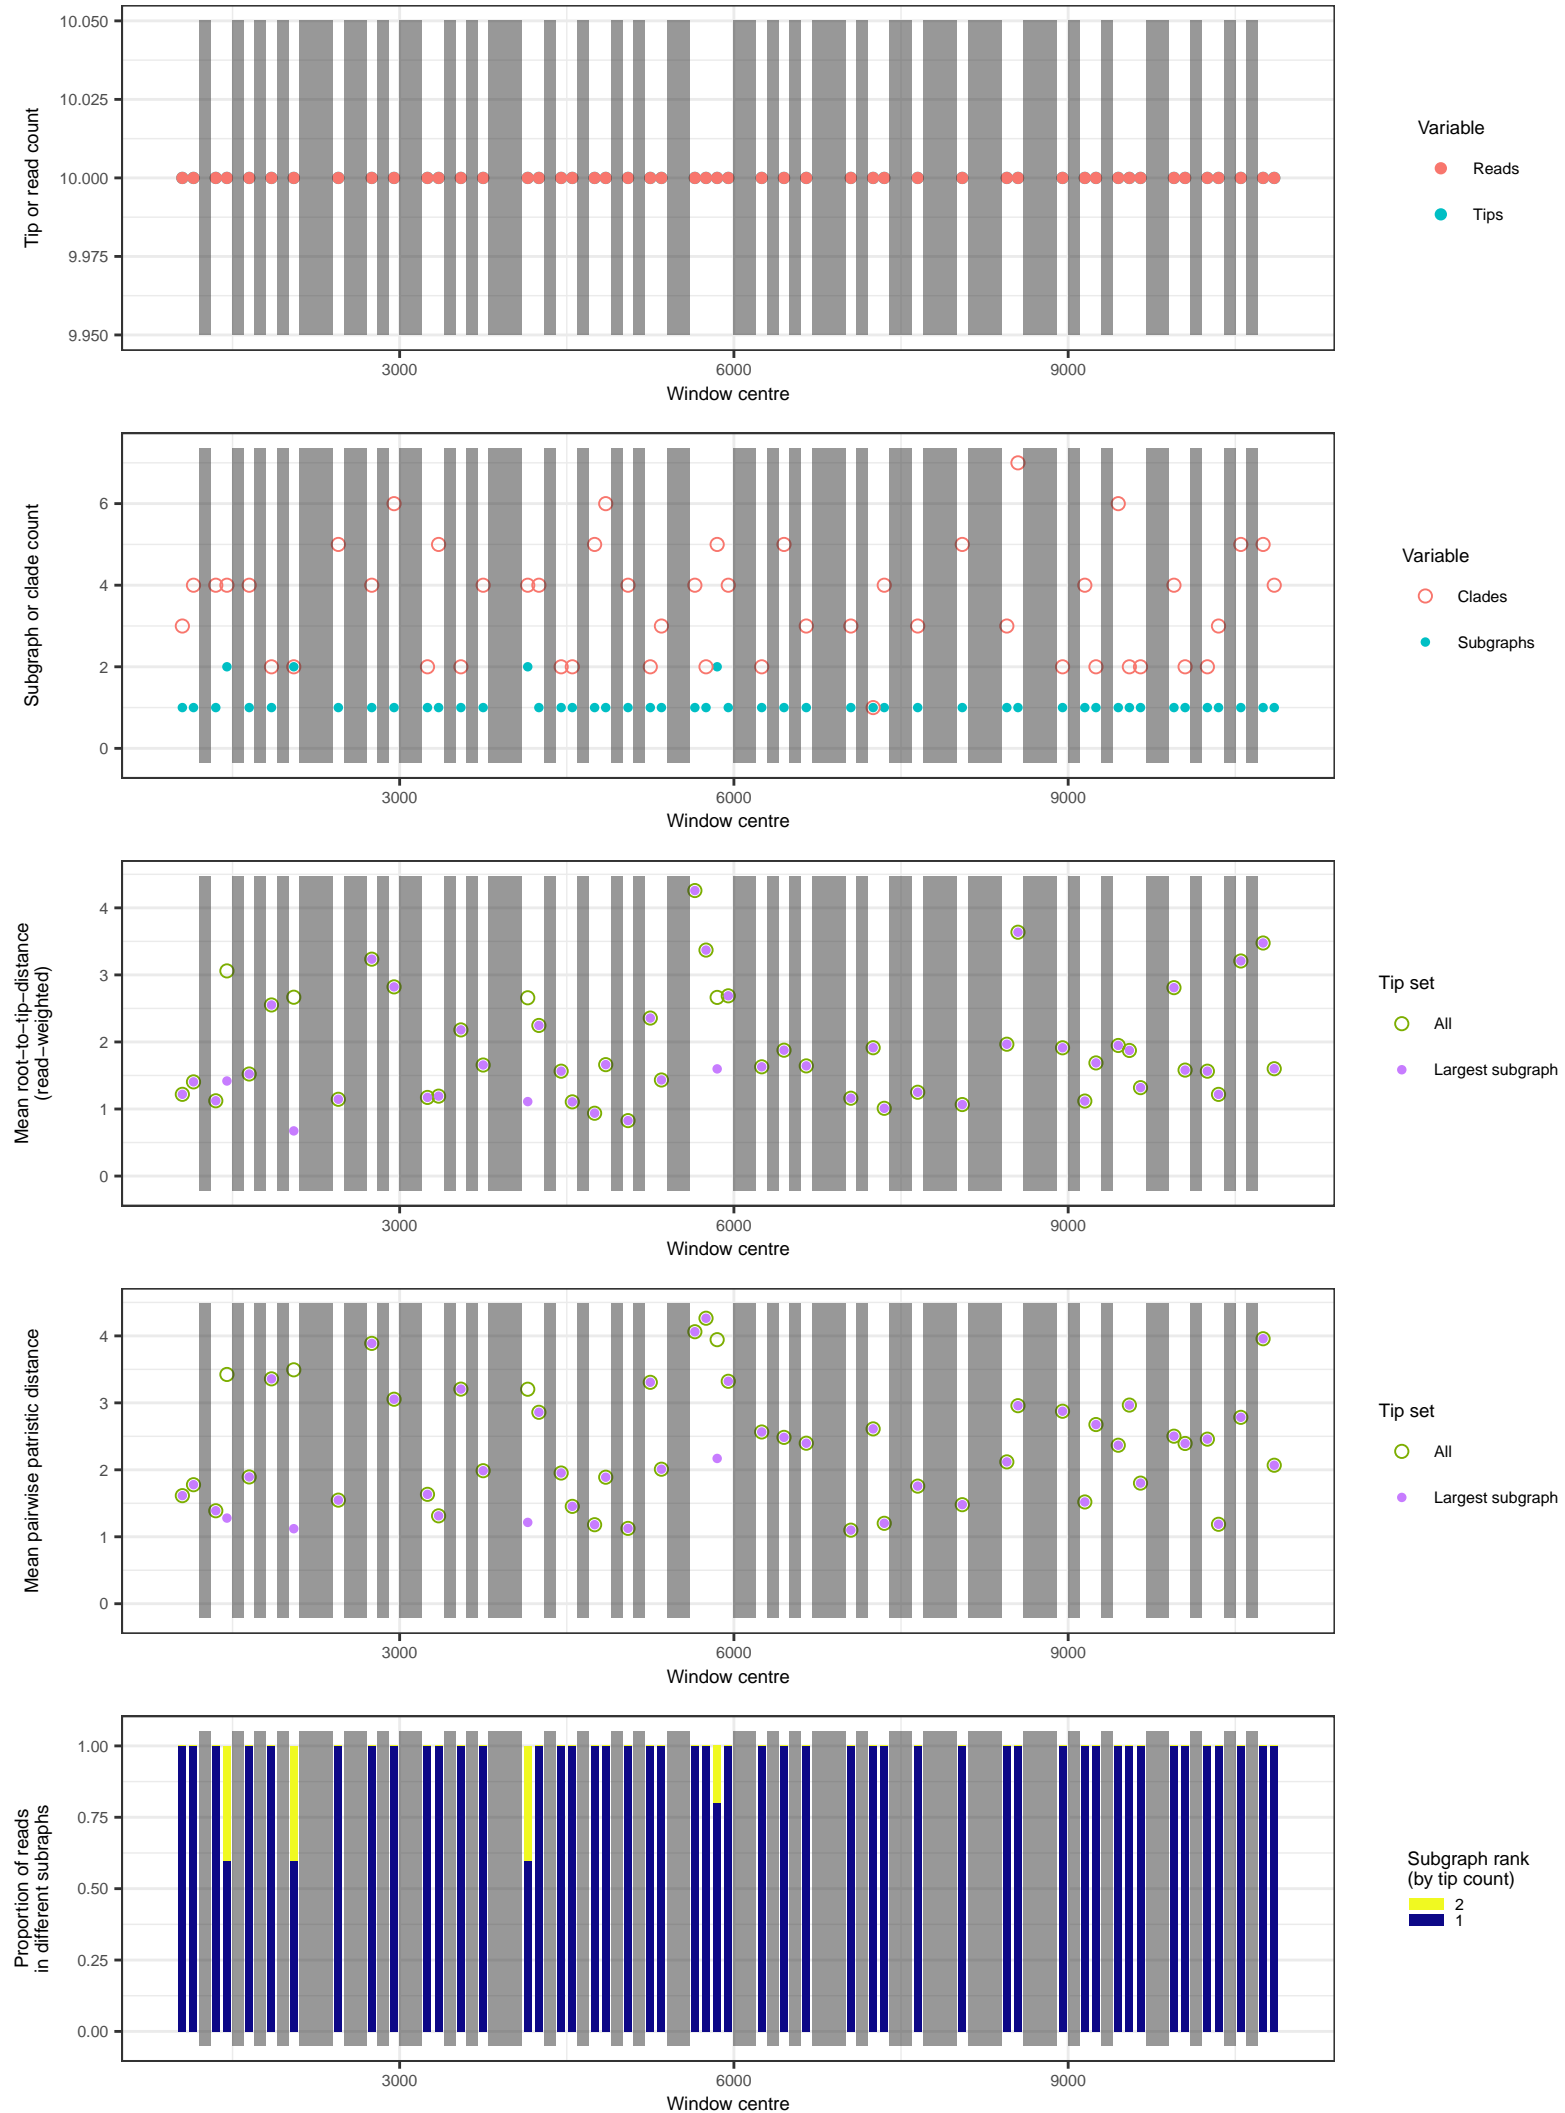 10.050
10.025
10.000
9.975
9.950
Tip or read count
3000
6000
9000
Window centre
Variable
Reads
Tips
6
4
2
0
Subgraph or clade count
3000
6000
9000
Window centre
Variable
Clades
Subgraphs
4
3
2
1
0
Mean root−to−tip−distance
(read−weighted)
3000
6000
9000
Window centre
Tip set
All
Largest subgraph
4
3
2
1
0
Mean pairwise patristic distance
3000
6000
9000
Window centre
Tip set
All
Largest subgraph
1.00
0.75
0.50
0.25
0.00
Proportion of reads
in different subraphs
3000
6000
9000
Window centre
Subgraph rank
(by tip count)
2
1